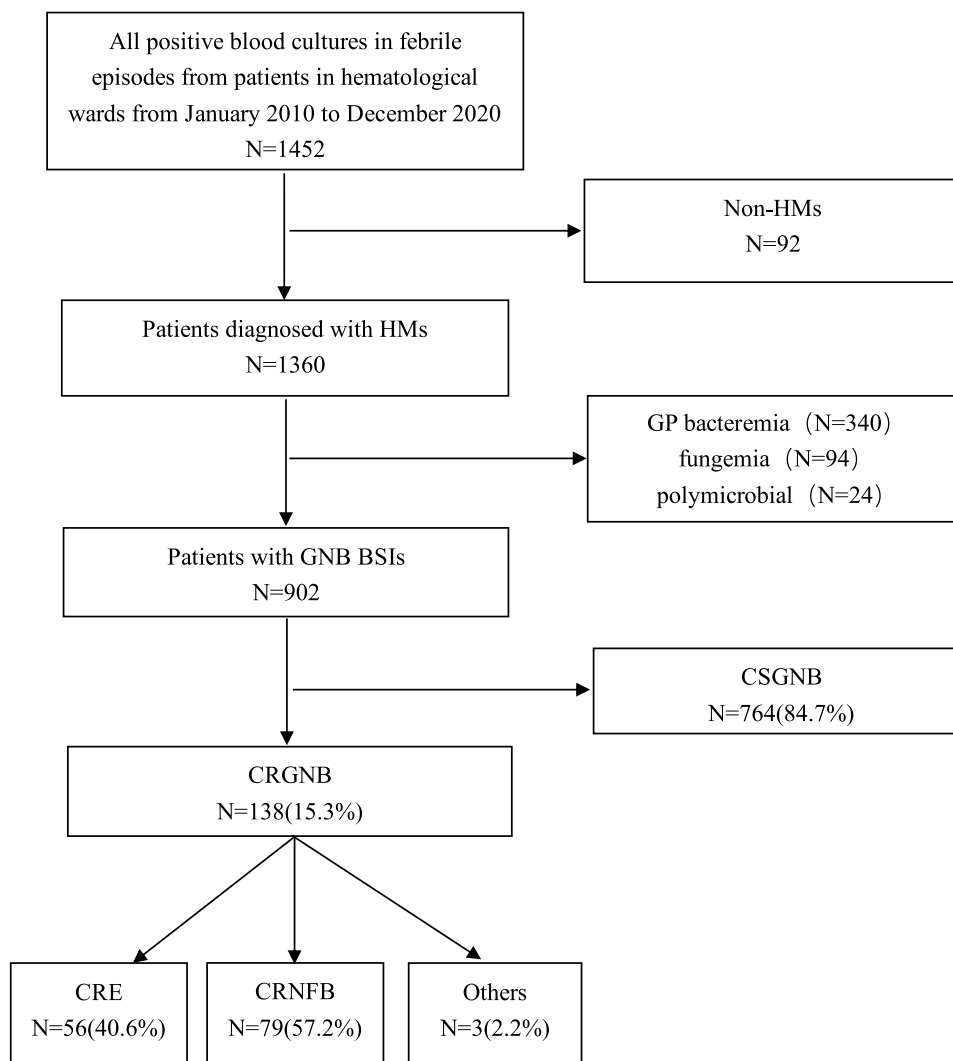 All positive blood cultures in febrile
episodes from patients in hematological
wards from January 2010 to December 2020
N=1452
Non-HMs
N=92
Patients diagnosed with HMs
N=1360
GP bacteremia（N=340）
fungemia（N=94）
polymicrobial（N=24）
Patients with GNB BSIs
N=902
CSGNB
N=764(84.7%)
CRGNB
N=138(15.3%)
CRE
N=56(40.6%)
CRNFB
N=79(57.2%)
Others
N=3(2.2%)